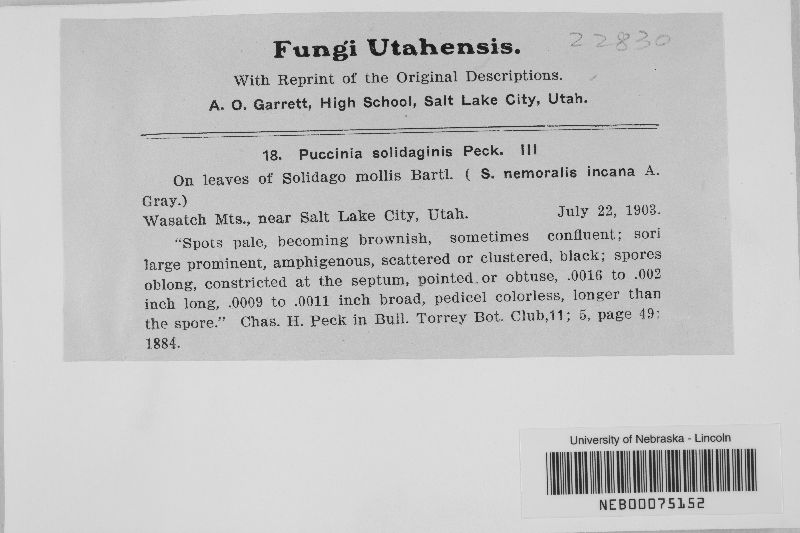 Fungi Utahensis. 22830
With Reprint of the Original Descriptions.
A. O. Garrett, High School, Salt Lake City, Utah.
18. Puccinia solidaginis Peck. III
On leaves of Solidago mollis Bartl. ( S. nemoralis incana A.
Gray.)
Wasatch Mts., near Salt Lake City, Utah. July 22, 1903.
"Spots pale, becoming brownish, sometimes confluent; sori
large prominent, amphigenous, scattered or clustered, black; spores
oblong, constricted at the septum, pointed or obtuse, .0016 to .002
inch long, .0009 to .0011 inch broad, pedicel colorless, longer than
the spore." Chas. H. Peck in Bull. Torrey Bot. Club,11; 5, page 49;
1884.
University of Nebraska - Lincoln
NEB00075152